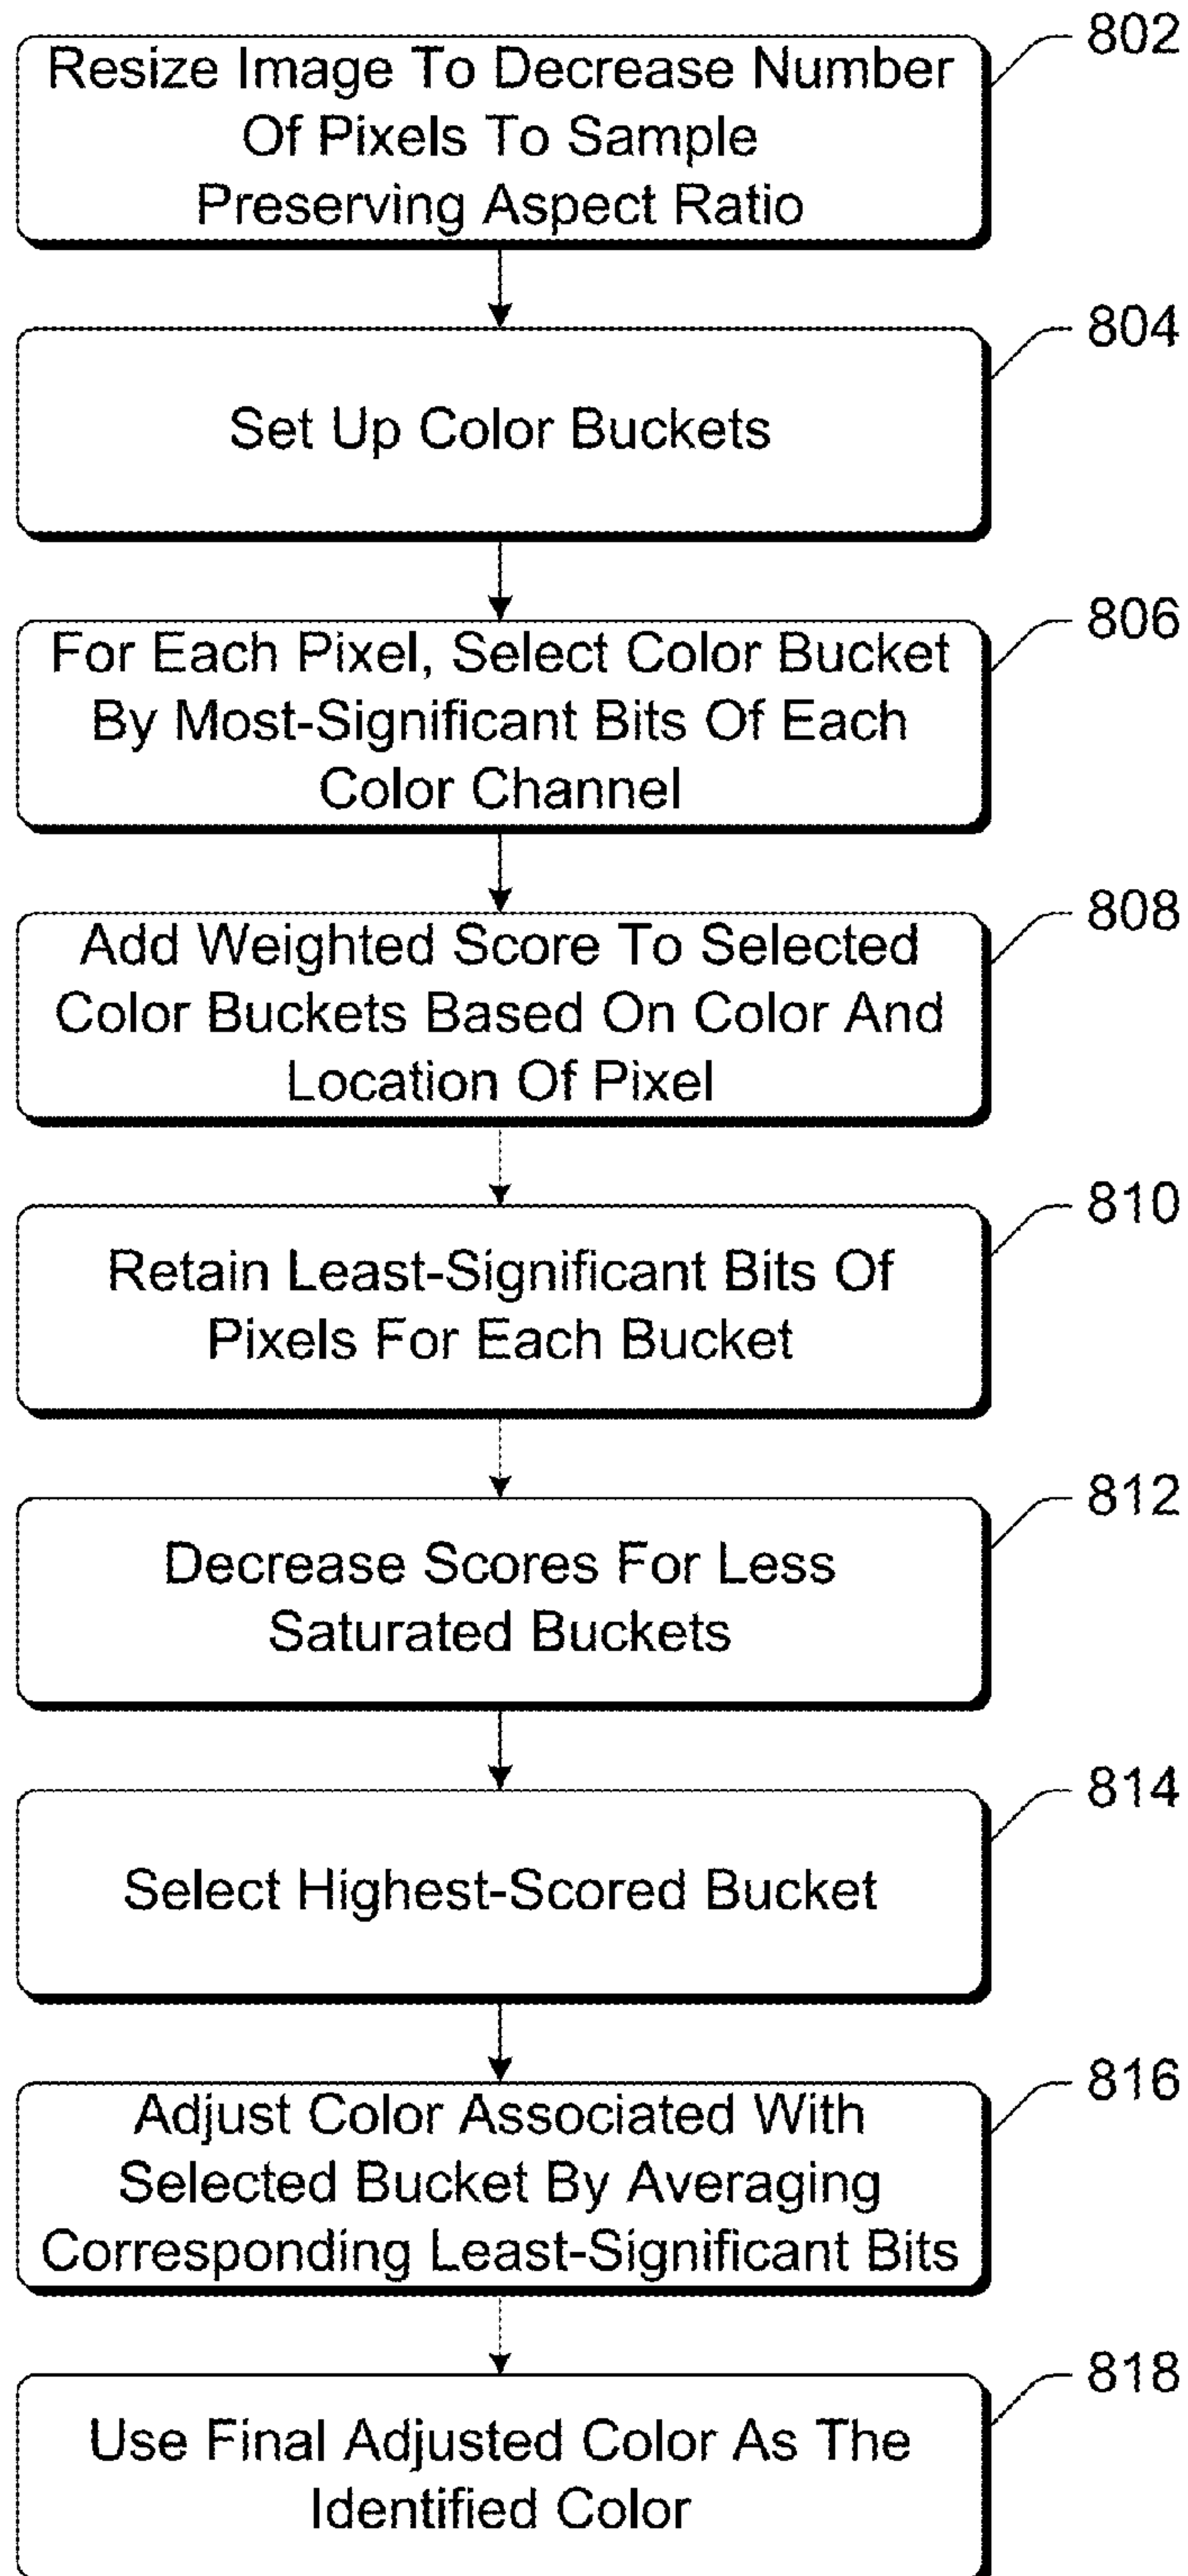 802
Resize Image To Decrease Number
Of Pixels To Sample
Preserving Aspect Ratio
804
Set Up Color Buckets
806
For Each Pixel, Select Color Bucket
By Most-Significant Bits Of Each
Color Channel
808
Add Weighted Score To Selected
Color Buckets Based On Color And
Location Of Pixel
810
Retain Least-Significant Bits Of
Pixels For Each Bucket
812
Decrease Scores For Less
Saturated Buckets
814
Select Highest-Scored Bucket
816
Adjust Color Associated With
Selected Bucket By Averaging
Corresponding Least-Significant Bits
818
Use Final Adjusted Color As The
Identified Color